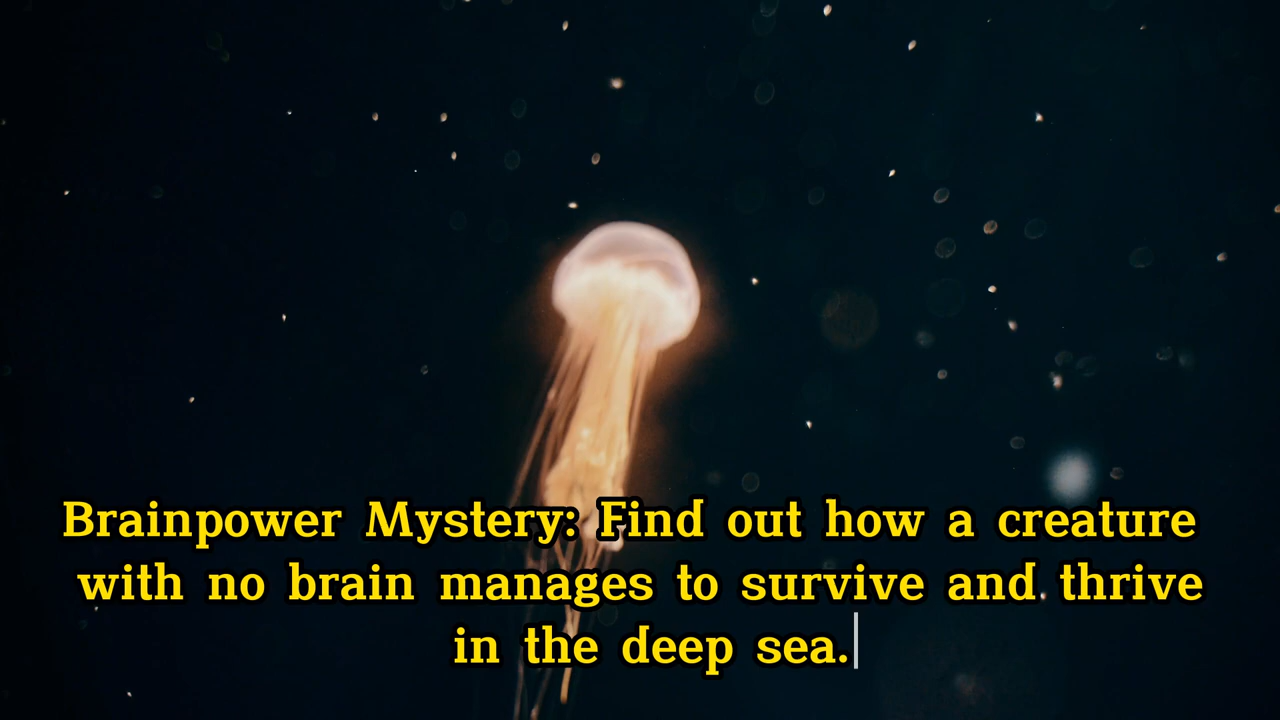 Brainpower Mystery: Find out how a creature
with no brain manages to survive and thrive
in the deep sea.